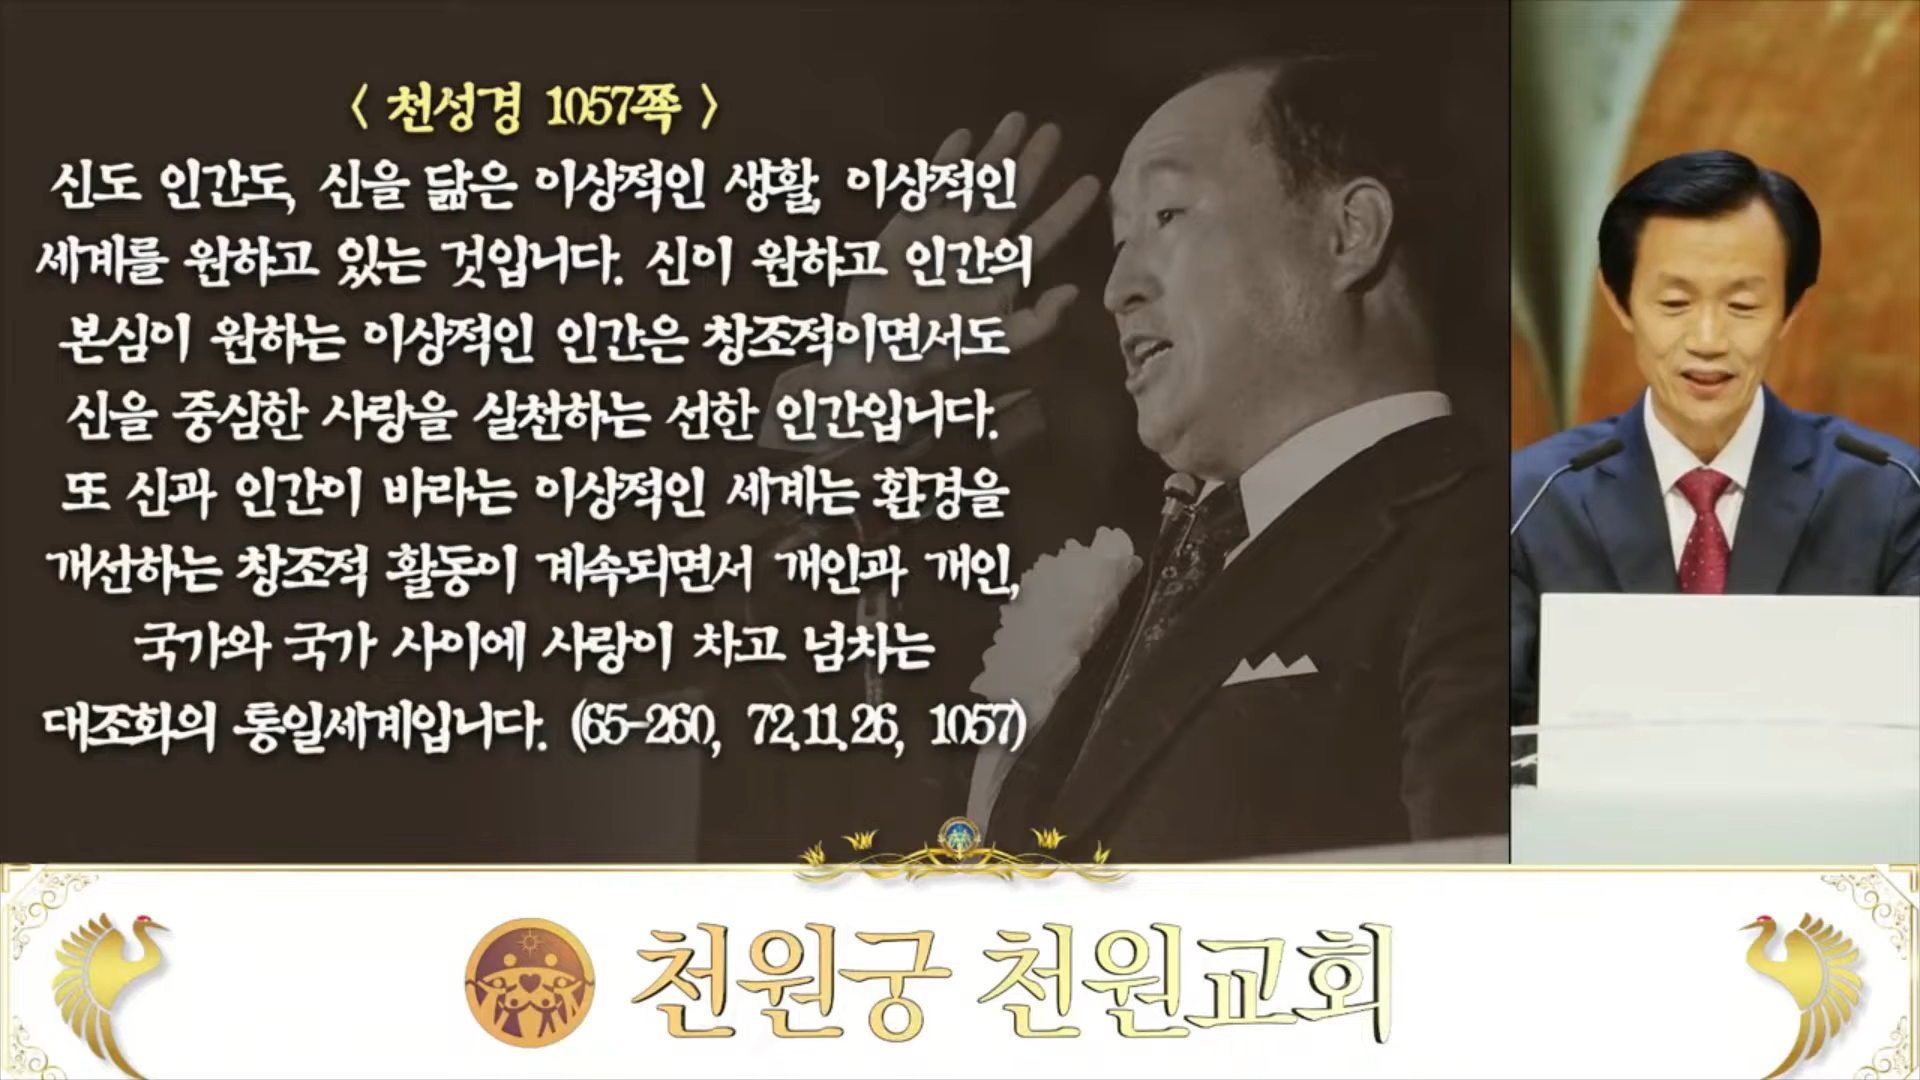 < 천성경 1057쪽 >
신도 인간도, 신을 닮은 이상적인 생활, 이상적인
세계를 원하고 있는 것입니다. 신이 원하고 인간의
본심이 원하는 이상적인 인간은 창조적이면서도
신을 중심한 사랑을 실천하는 선한 인간입니다.
또 신과 인간이 바라는 이상적인 세계는 환경을
개선하는 창조적 활동이 계속되면서 개인과 개인,
국가와 국가 사이에 사랑이 차고 넘치는
대조화의 통일세계입니다. (65-260, 72.11.26, 1057)
천원궁 천원교회